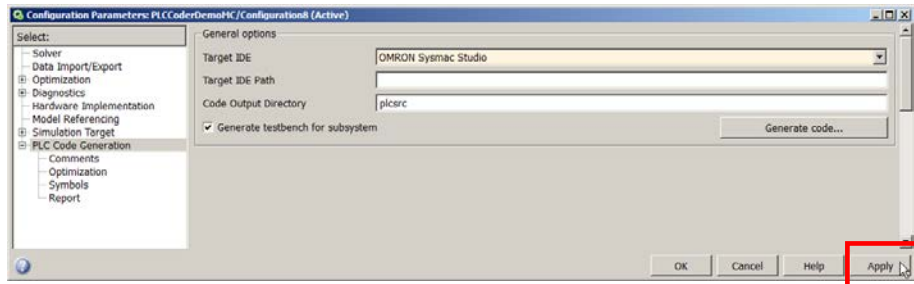 Configuration Parameters: PLCCoderDemoMC/Configuration8 (Active)
Select:
Solver
Data Import/Export
Optimization
Diagnostics
Hardware Implementation
Model Referencing
Simulation Target
PLC Code Generation
Comments
Optimization
Symbols
Report
General options
Target IDE
OMRON Sysmac Studio
Target IDE Path
Code Output Directory
plcsrc
Generate testbench for subsystem
Generate code...
OK
Cancel
Help
Apply